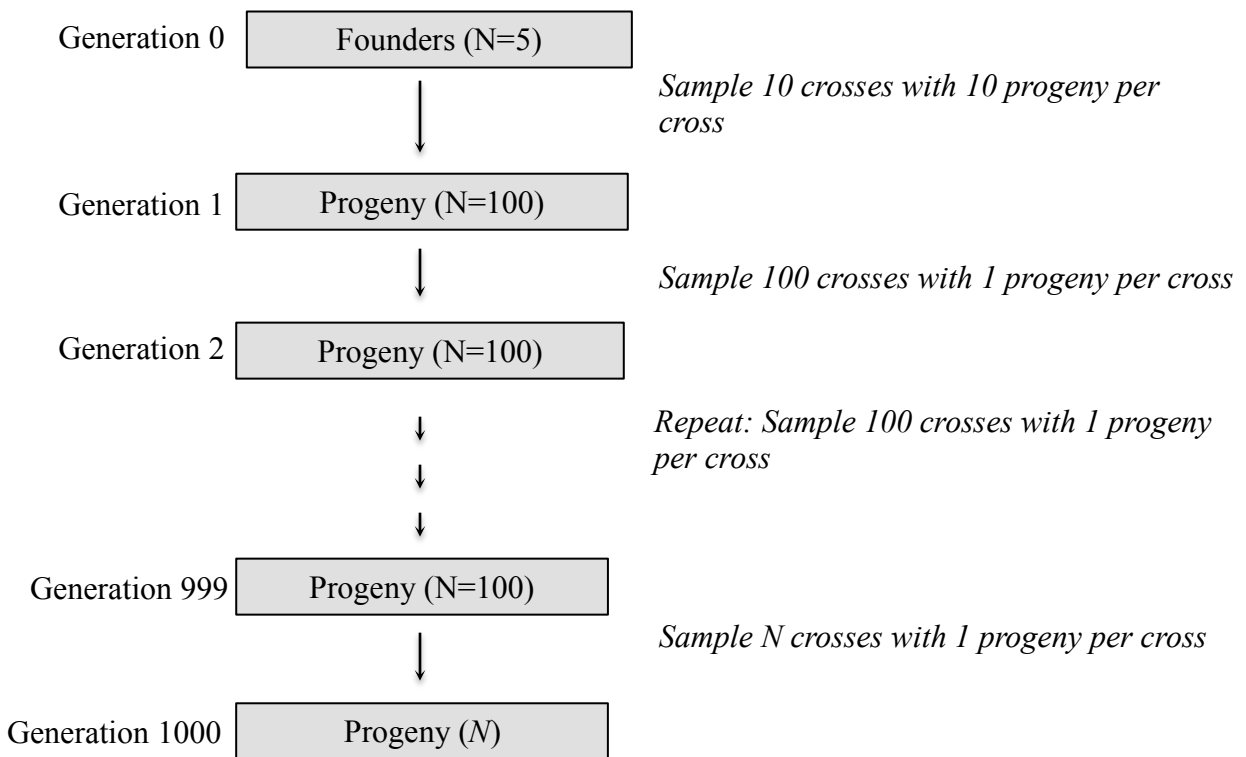 Generation 0
Founders (N=5)
Sample 10 crosses with 10 progeny per
cross
Generation 1
Progeny (N=100)
Sample 100 crosses with 1 progeny per cross
Generation 2
Progeny (N=100)
Repeat: Sample 100 crosses with 1 progeny
per cross
Generation 999
Progeny (N=100)
Sample N crosses with 1 progeny per cross
Generation 1000
Progeny (N)